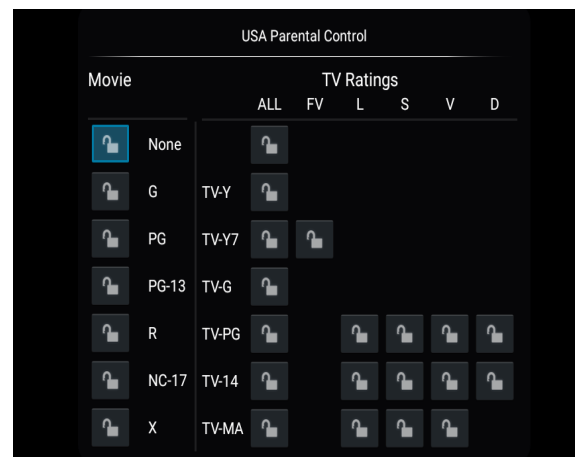 USA Parental Control
Movie TV Ratings
ALL FV L S V D
None
G TV-Y
PG TV-Y7
PG-13 TV-G
R TV-PG
NC-17 TV-14
X TV-MA